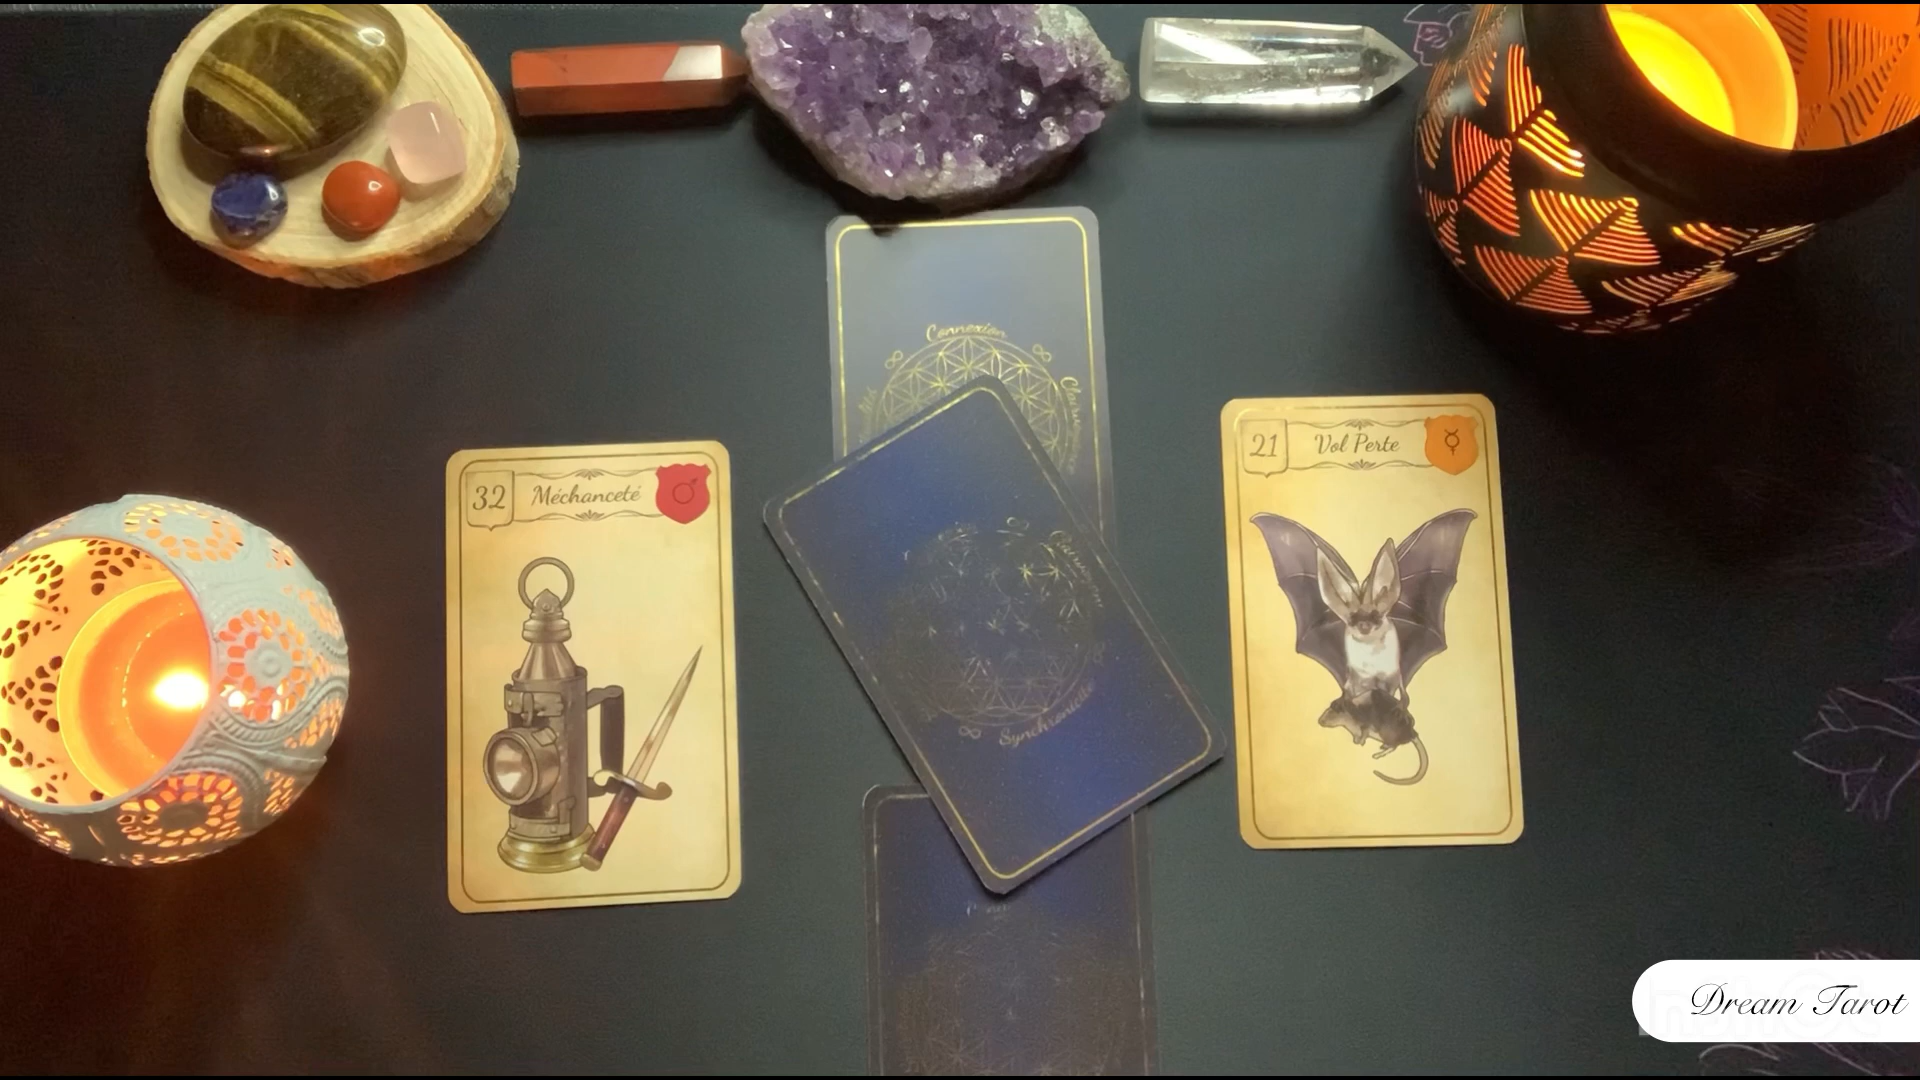 Connexion
32 Méchanceté
21 Vol Perte
Synchronicité
Dream Tarot